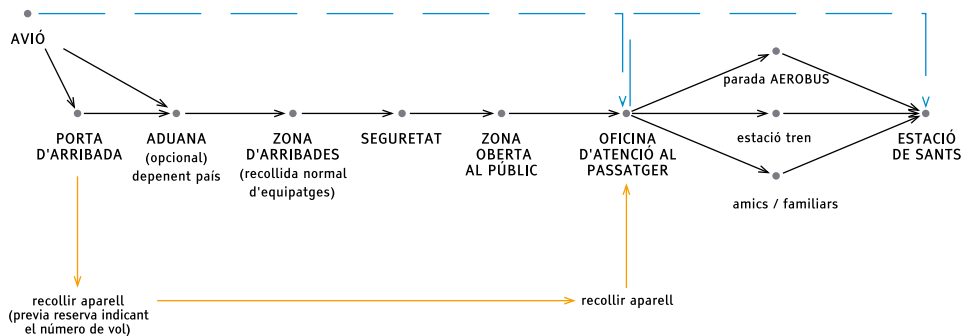 AVIÓ
PORTA
D'ARRIBADA
ADUANA
(opcional)
depenent país
ZONA
D'ARRIBADES
(recollida normal
d'equipatges)
SEGURETAT
ZONA
OBERTA
AL PÚBLIC
OFICINA
D'ATENCIÓ AL
PASSATGER
parada AEROBUS
estació tren
amics / familiars
ESTACIÓ
DE SANTS
recollir aparell
(previa reserva indicant
el número de vol)
recollir aparell